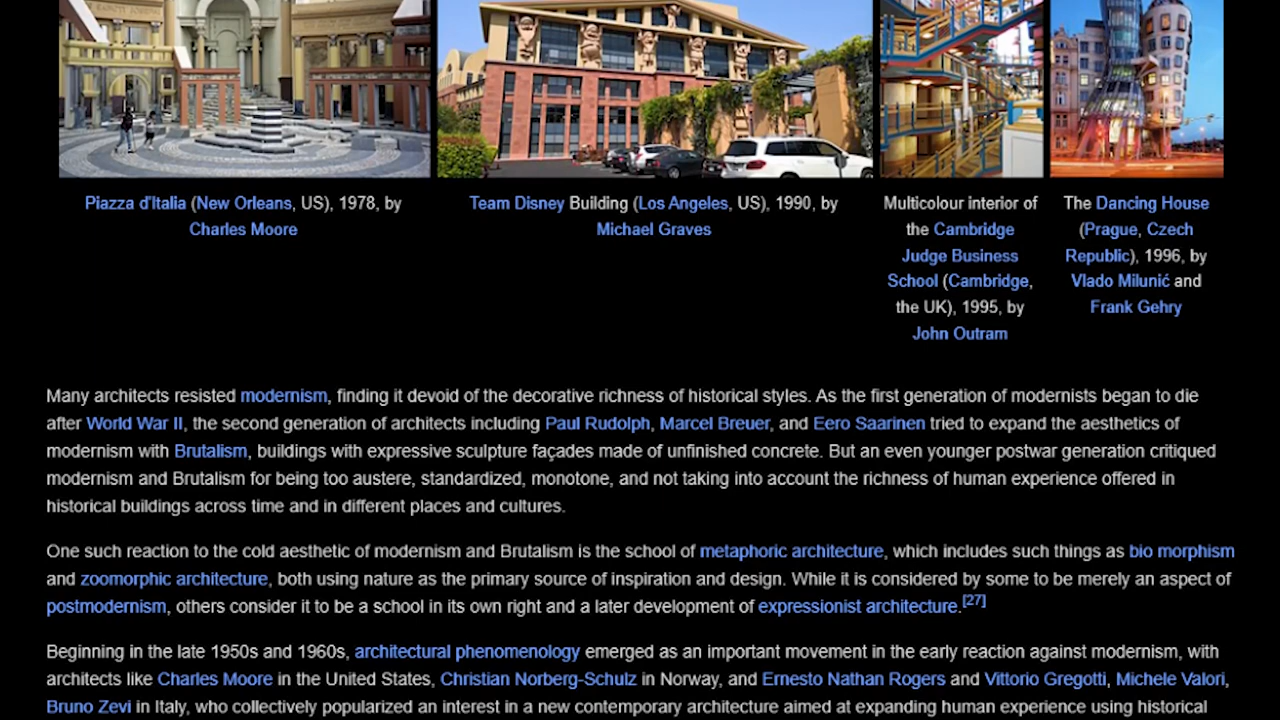 Piazza d'Italia (New Orleans, US), 1978, by
Charles Moore
Team Disney Building (Los Angeles, US), 1990, by
Michael Graves
Multicolour interior of
the Cambridge
Judge Business
School (Cambridge,
the UK), 1995, by
John Outram
The Dancing House
(Prague, Czech
Republic), 1996, by
Vlado Milunić and
Frank Gehry
Many architects resisted modernism, finding it devoid of the decorative richness of historical styles. As the first generation of modernists began to die
after World War II, the second generation of architects including Paul Rudolph, Marcel Breuer, and Eero Saarinen tried to expand the aesthetics of
modernism with Brutalism, buildings with expressive sculpture façades made of unfinished concrete. But an even younger postwar generation critiqued
modernism and Brutalism for being too austere, standardized, monotone, and not taking into account the richness of human experience offered in
historical buildings across time and in different places and cultures.
One such reaction to the cold aesthetic of modernism and Brutalism is the school of metaphoric architecture, which includes such things as bio morphism
and zoomorphic architecture, both using nature as the primary source of inspiration and design. While it is considered by some to be merely an aspect of
postmodernism, others consider it to be a school in its own right and a later development of expressionist architecture.[27]
Beginning in the late 1950s and 1960s, architectural phenomenology emerged as an important movement in the early reaction against modernism, with
architects like Charles Moore in the United States, Christian Norberg-Schulz in Norway, and Ernesto Nathan Rogers and Vittorio Gregotti, Michele Valori,
Bruno Zevi in Italy, who collectively popularized an interest in a new contemporary architecture aimed at expanding human experience using historical